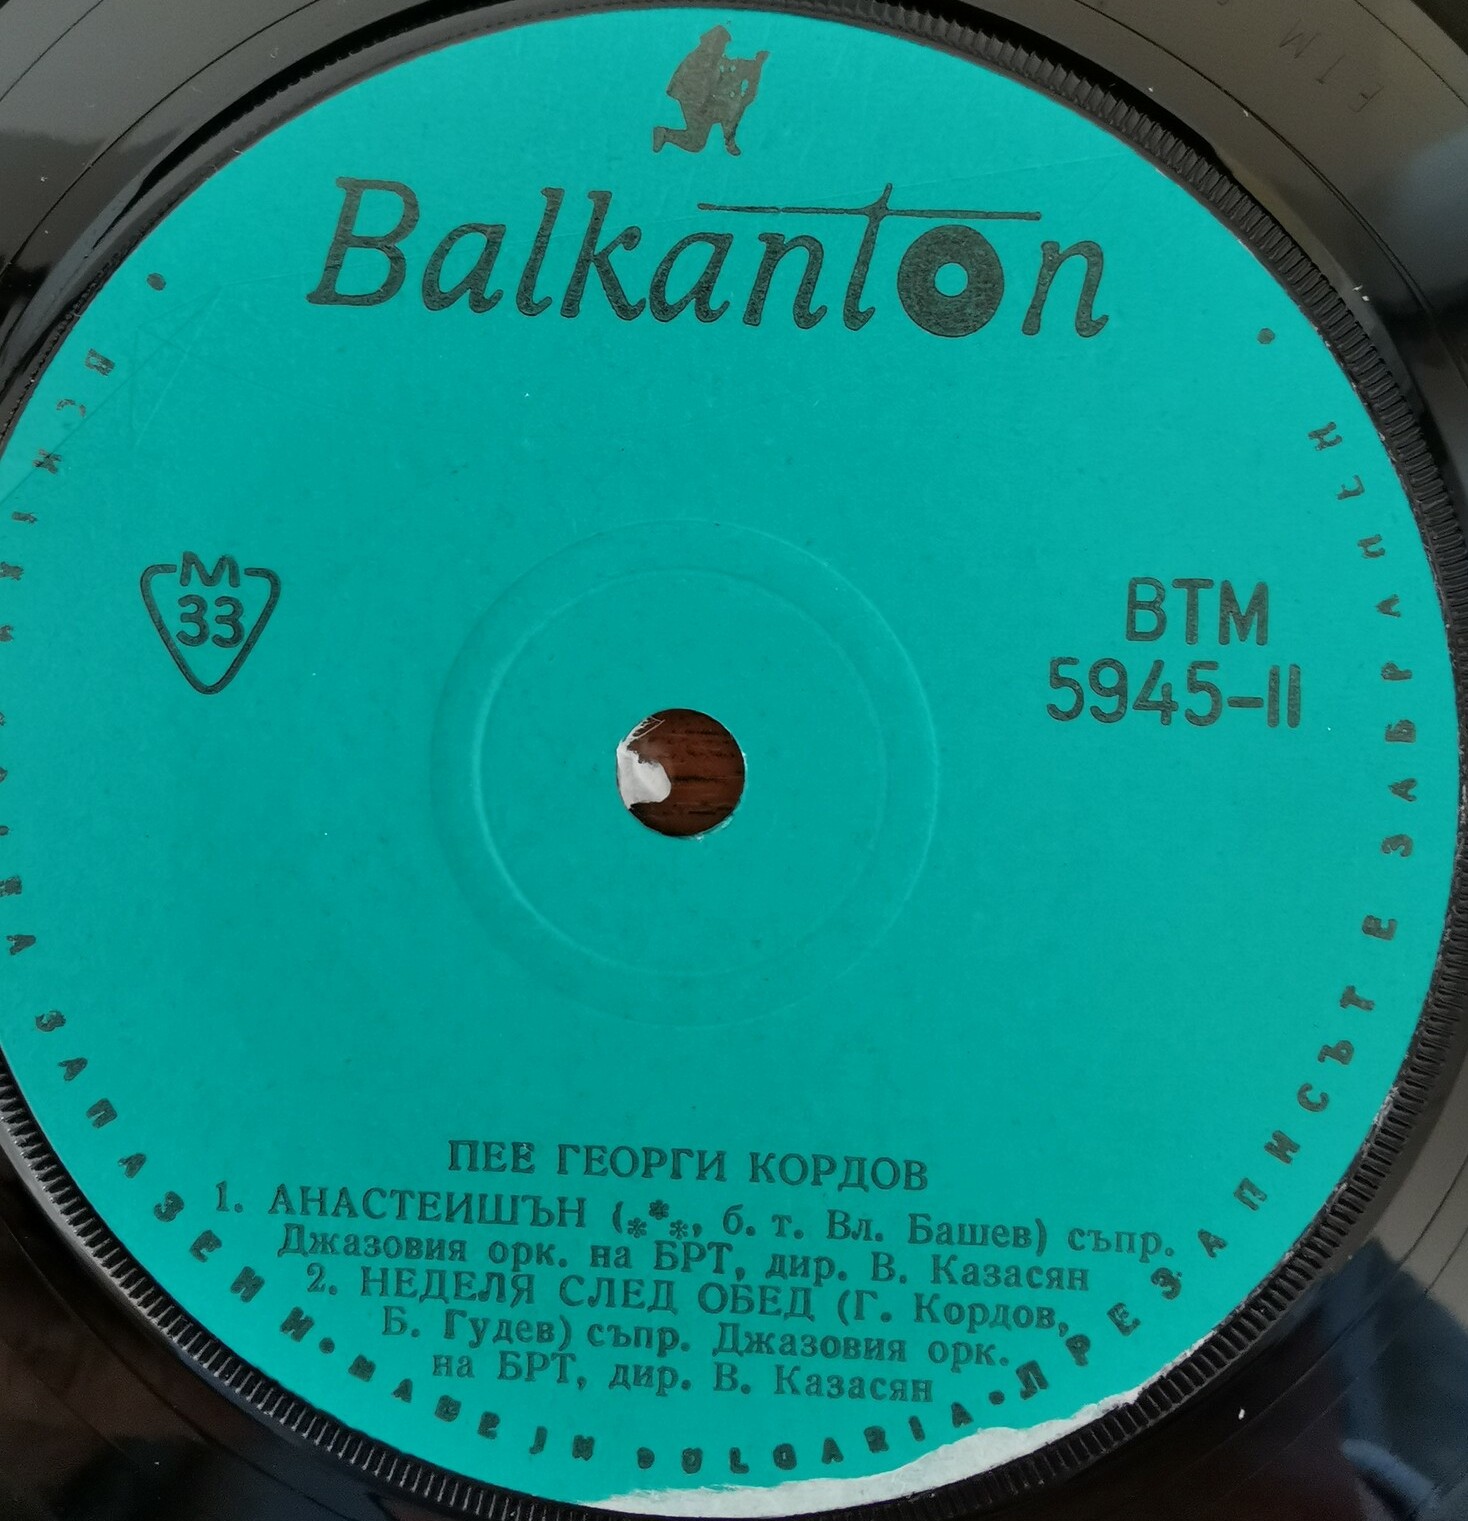 Balkanton
M
33
ВТМ
5945-II
ПЕЕ ГЕОРГИ КОРДОВ
1. АНАСТЕИШЪН (***, б. т. Вл. Башев) съпр.
Джазовия орк. на БРТ, дир. В. Казасян
2. НЕДЕЛЯ СЛЕД ОБЕД (Г. Кордов,
Б. Гудев) съпр. Джазовия орк.
на БРТ, дир. В. Казасян
ЗАПАЗЕНИ • MADE IN BULGARIA • ПРЕЗАПИСЪТ Е ЗАБРАНЕН •